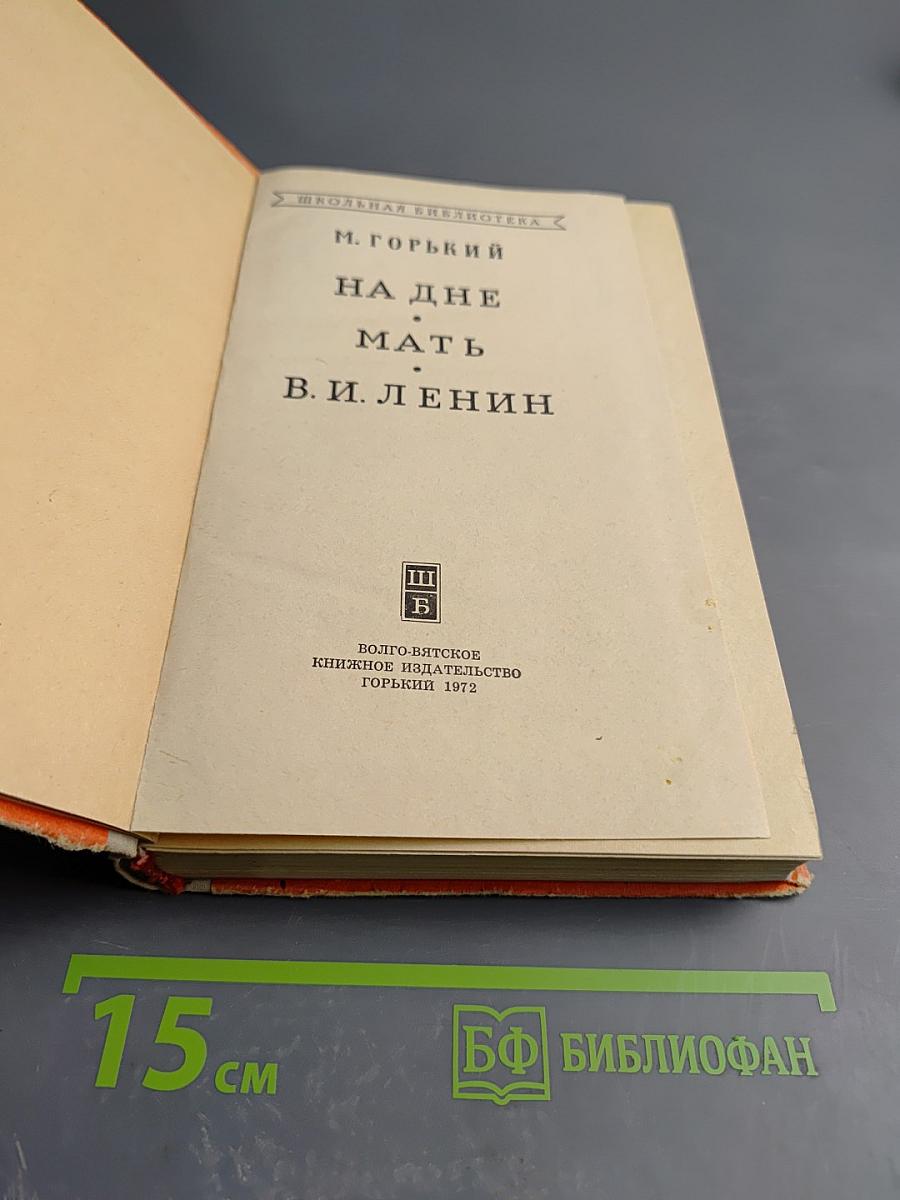 ШКОЛЬНАЯ БИБЛИОТЕКА
М. ГОРЬКИЙ
НА ДНЕ
•
МАТЬ
•
В. И. ЛЕНИН
Ш
Б
ВОЛГО-ВЯТСКОЕ
КНИЖНОЕ ИЗДАТЕЛЬСТВО
ГОРЬКИЙ 1972
15 см
БФ БИБЛИОФАН